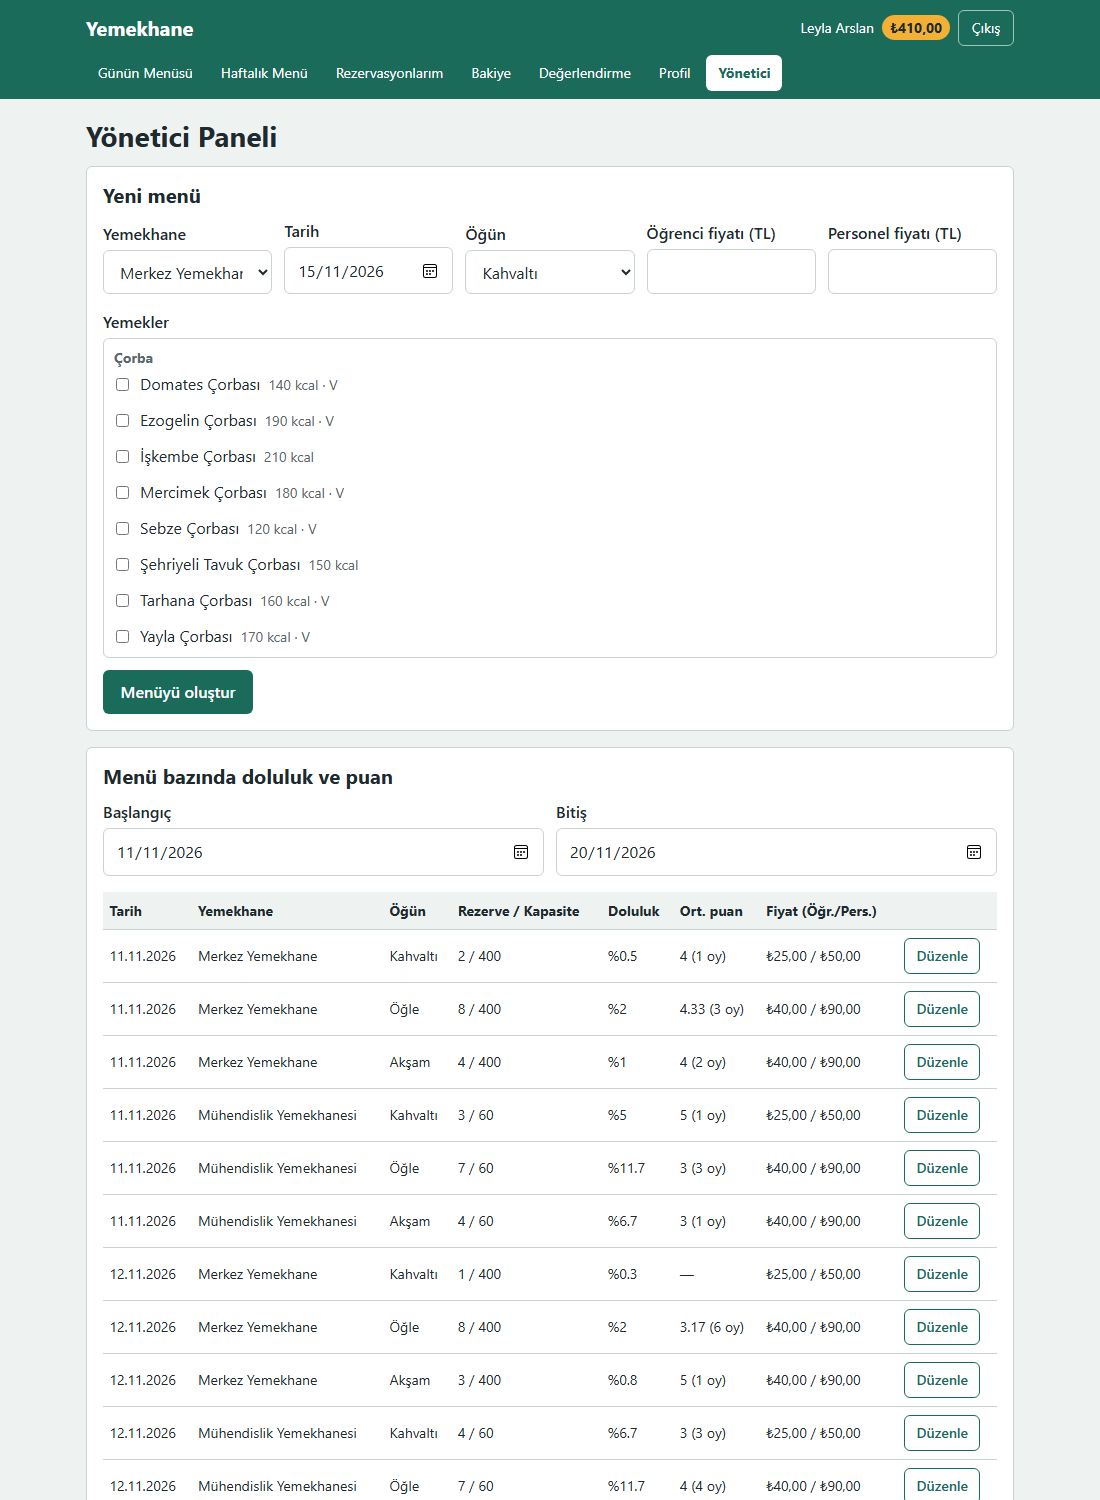 Yemekhane
Leyla Arslan ₺410,00 Çıkış
Günün Menüsü Haftalık Menü Rezervasyonlarım Bakiye Değerlendirme Profil Yönetici
Yönetici Paneli
Yeni menü
Yemekhane Tarih Öğün Öğrenci fiyatı (TL) Personel fiyatı (TL)
Merkez Yemekhar 15/11/2026 Kahvaltı
Yemekler
Çorba
Domates Çorbası 140 kcal · V
Ezogelin Çorbası 190 kcal · V
İşkembe Çorbası 210 kcal
Mercimek Çorbası 180 kcal · V
Sebze Çorbası 120 kcal · V
Şehriyeli Tavuk Çorbası 150 kcal
Tarhana Çorbası 160 kcal · V
Yayla Çorbası 170 kcal · V
Menüyü oluştur
Menü bazında doluluk ve puan
Başlangıç Bitiş
11/11/2026 20/11/2026
Tarih Yemekhane Öğün Rezerve / Kapasite Doluluk Ort. puan Fiyat (Öğr./Pers.)
11.11.2026 Merkez Yemekhane Kahvaltı 2 / 400 %0.5 4 (1 oy) ₺25,00 / ₺50,00 Düzenle
11.11.2026 Merkez Yemekhane Öğle 8 / 400 %2 4.33 (3 oy) ₺40,00 / ₺90,00 Düzenle
11.11.2026 Merkez Yemekhane Akşam 4 / 400 %1 4 (2 oy) ₺40,00 / ₺90,00 Düzenle
11.11.2026 Mühendislik Yemekhanesi Kahvaltı 3 / 60 %5 5 (1 oy) ₺25,00 / ₺50,00 Düzenle
11.11.2026 Mühendislik Yemekhanesi Öğle 7 / 60 %11.7 3 (3 oy) ₺40,00 / ₺90,00 Düzenle
11.11.2026 Mühendislik Yemekhanesi Akşam 4 / 60 %6.7 3 (1 oy) ₺40,00 / ₺90,00 Düzenle
12.11.2026 Merkez Yemekhane Kahvaltı 1 / 400 %0.3 — ₺25,00 / ₺50,00 Düzenle
12.11.2026 Merkez Yemekhane Öğle 8 / 400 %2 3.17 (6 oy) ₺40,00 / ₺90,00 Düzenle
12.11.2026 Merkez Yemekhane Akşam 3 / 400 %0.8 5 (1 oy) ₺40,00 / ₺90,00 Düzenle
12.11.2026 Mühendislik Yemekhanesi Kahvaltı 4 / 60 %6.7 3 (3 oy) ₺25,00 / ₺50,00 Düzenle
12.11.2026 Mühendislik Yemekhanesi Öğle 7 / 60 %11.7 4 (4 oy) ₺40,00 / ₺90,00 Düzenle